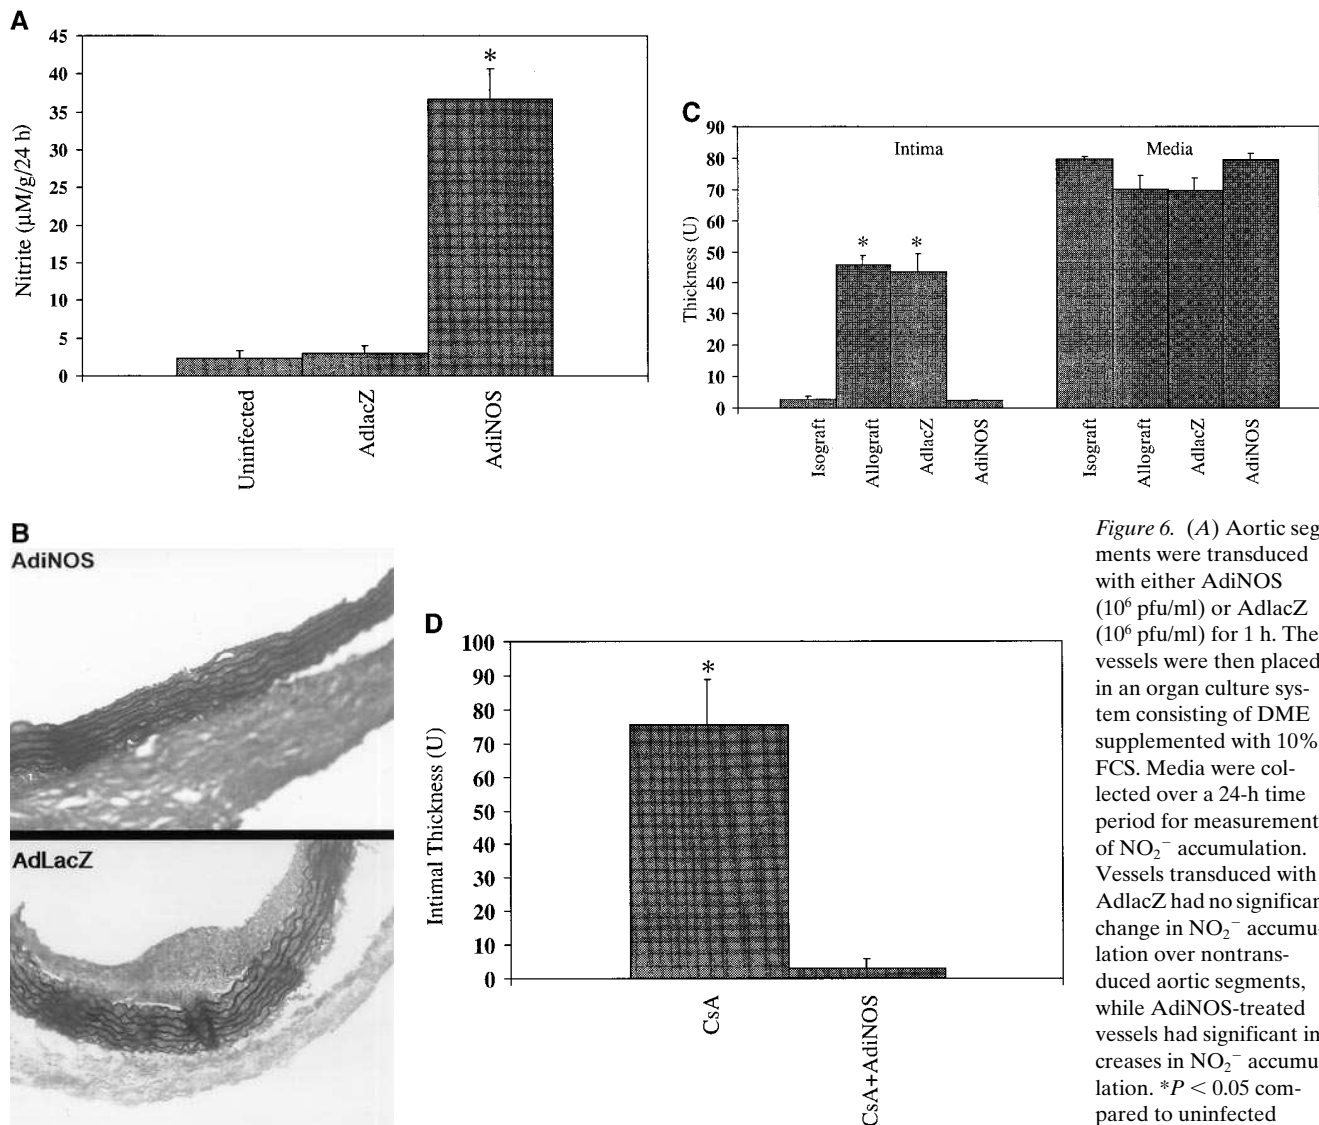 A
45
40
35
30
25
20
15
10
5
0
Nitrite (μM/g/24 h)
*
Uninfected
AdlacZ
AdiNOS
C
90
80
70
60
50
40
30
20
10
0
Thickness (U)
Intima
Media
*
*
Isograft
Allograft
AdlacZ
AdiNOS
Isograft
Allograft
AdlacZ
AdiNOS
B
AdiNOS
AdLacZ
D
100
90
80
70
60
50
40
30
20
10
0
Intimal Thickness (U)
*
CsA
CsA+AdiNOS
Figure 6. (A) Aortic seg
ments were transduced
with either AdiNOS
(10⁶ pfu/ml) or AdlacZ
(10⁶ pfu/ml) for 1 h. The
vessels were then placed
in an organ culture sys-
tem consisting of DME
supplemented with 10%
FCS. Media were col-
lected over a 24-h time
period for measurement
of NO₂⁻ accumulation.
Vessels transduced with
AdlacZ had no significan
change in NO₂⁻ accumu-
lation over nontrans-
duced aortic segments,
while AdiNOS-treated
vessels had significant in
creases in NO₂⁻ accumu
lation. *P < 0.05 com-
pared to uninfected